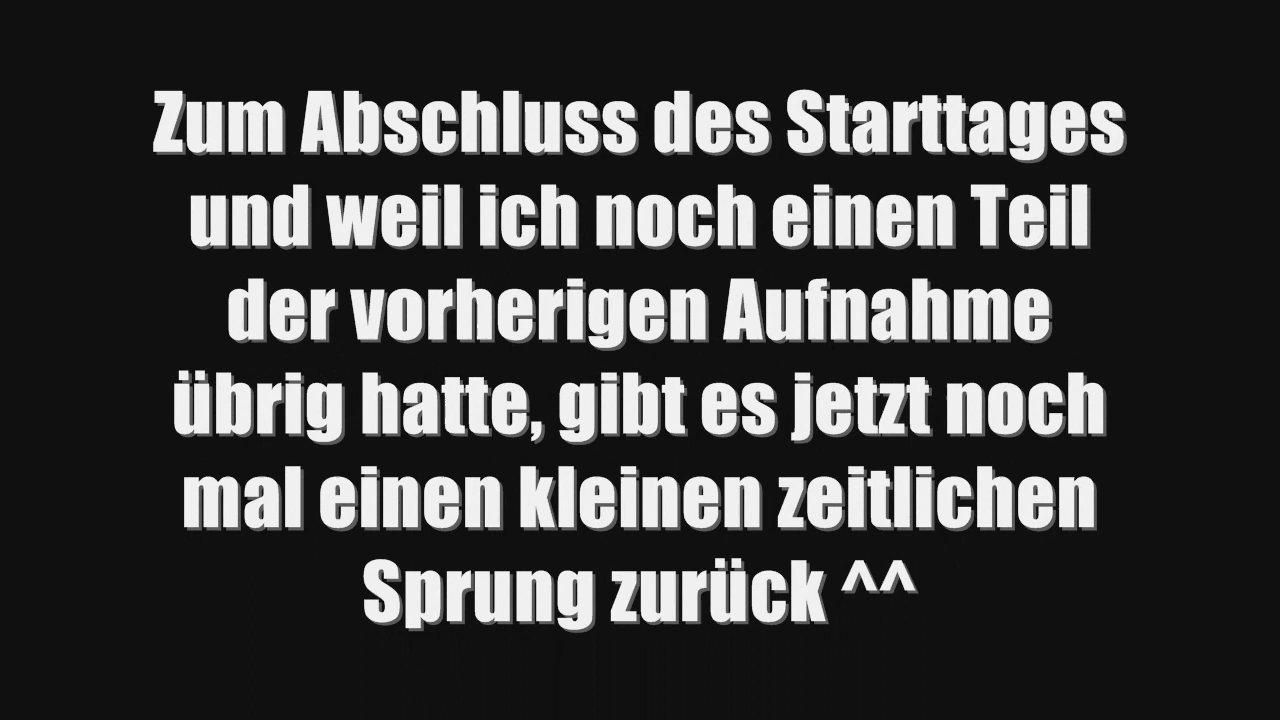 Zum Abschluss des Starttages
und weil ich noch einen Teil
der vorherigen Aufnahme
übrig hatte, gibt es jetzt noch
mal einen kleinen zeitlichen
Sprung zurück ^^